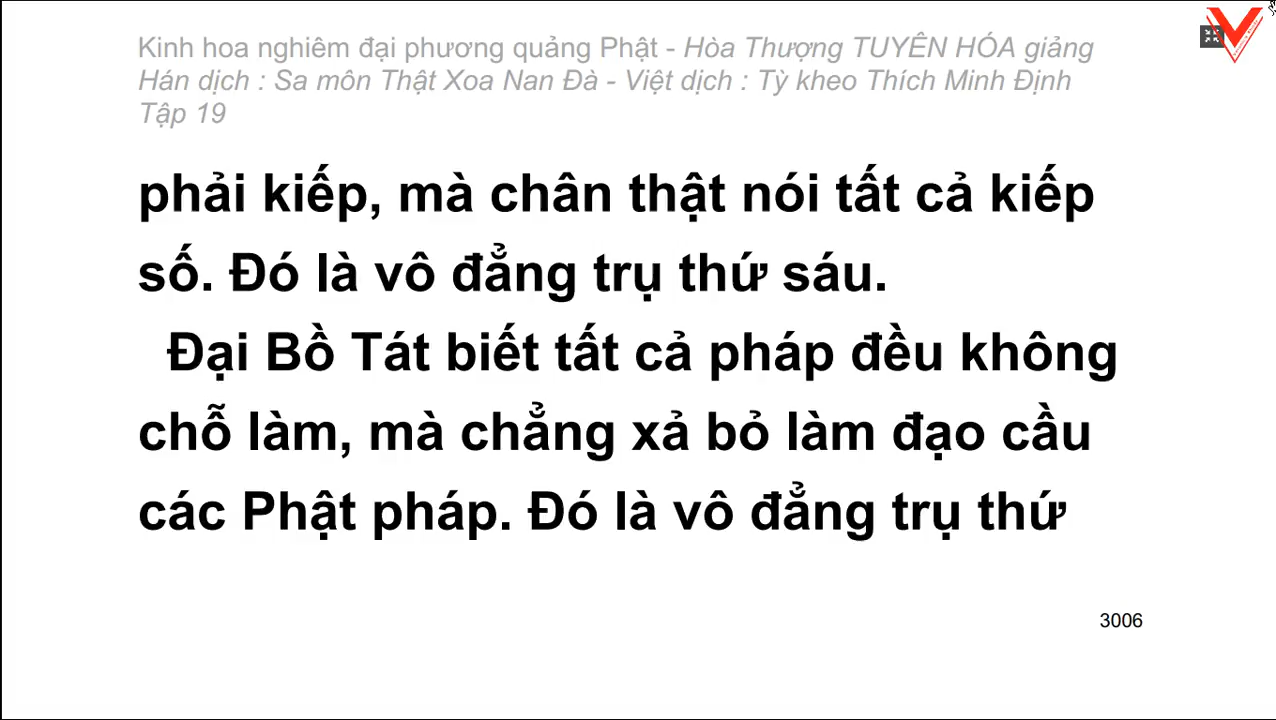 Kinh hoa nghiêm đại phương quảng Phật - Hòa Thượng TUYÊN HÓA giảng
Hán dịch : Sa môn Thật Xoa Nan Đà - Việt dịch : Tỳ kheo Thích Minh Định
Tập 19
phải kiếp, mà chân thật nói tất cả kiếp
số. Đó là vô đẳng trụ thứ sáu.
Đại Bồ Tát biết tất cả pháp đều không
chỗ làm, mà chẳng xả bỏ làm đạo cầu
các Phật pháp. Đó là vô đẳng trụ thứ
3006